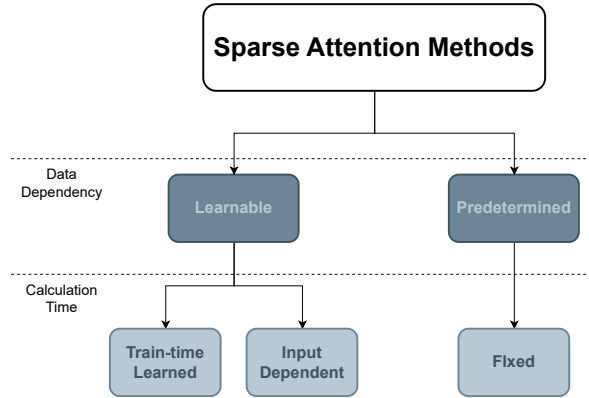 Sparse Attention Methods
Data
Dependency
Learnable
Predetermined
Calculation
Time
Train-time
Learned
Input
Dependent
FIxed